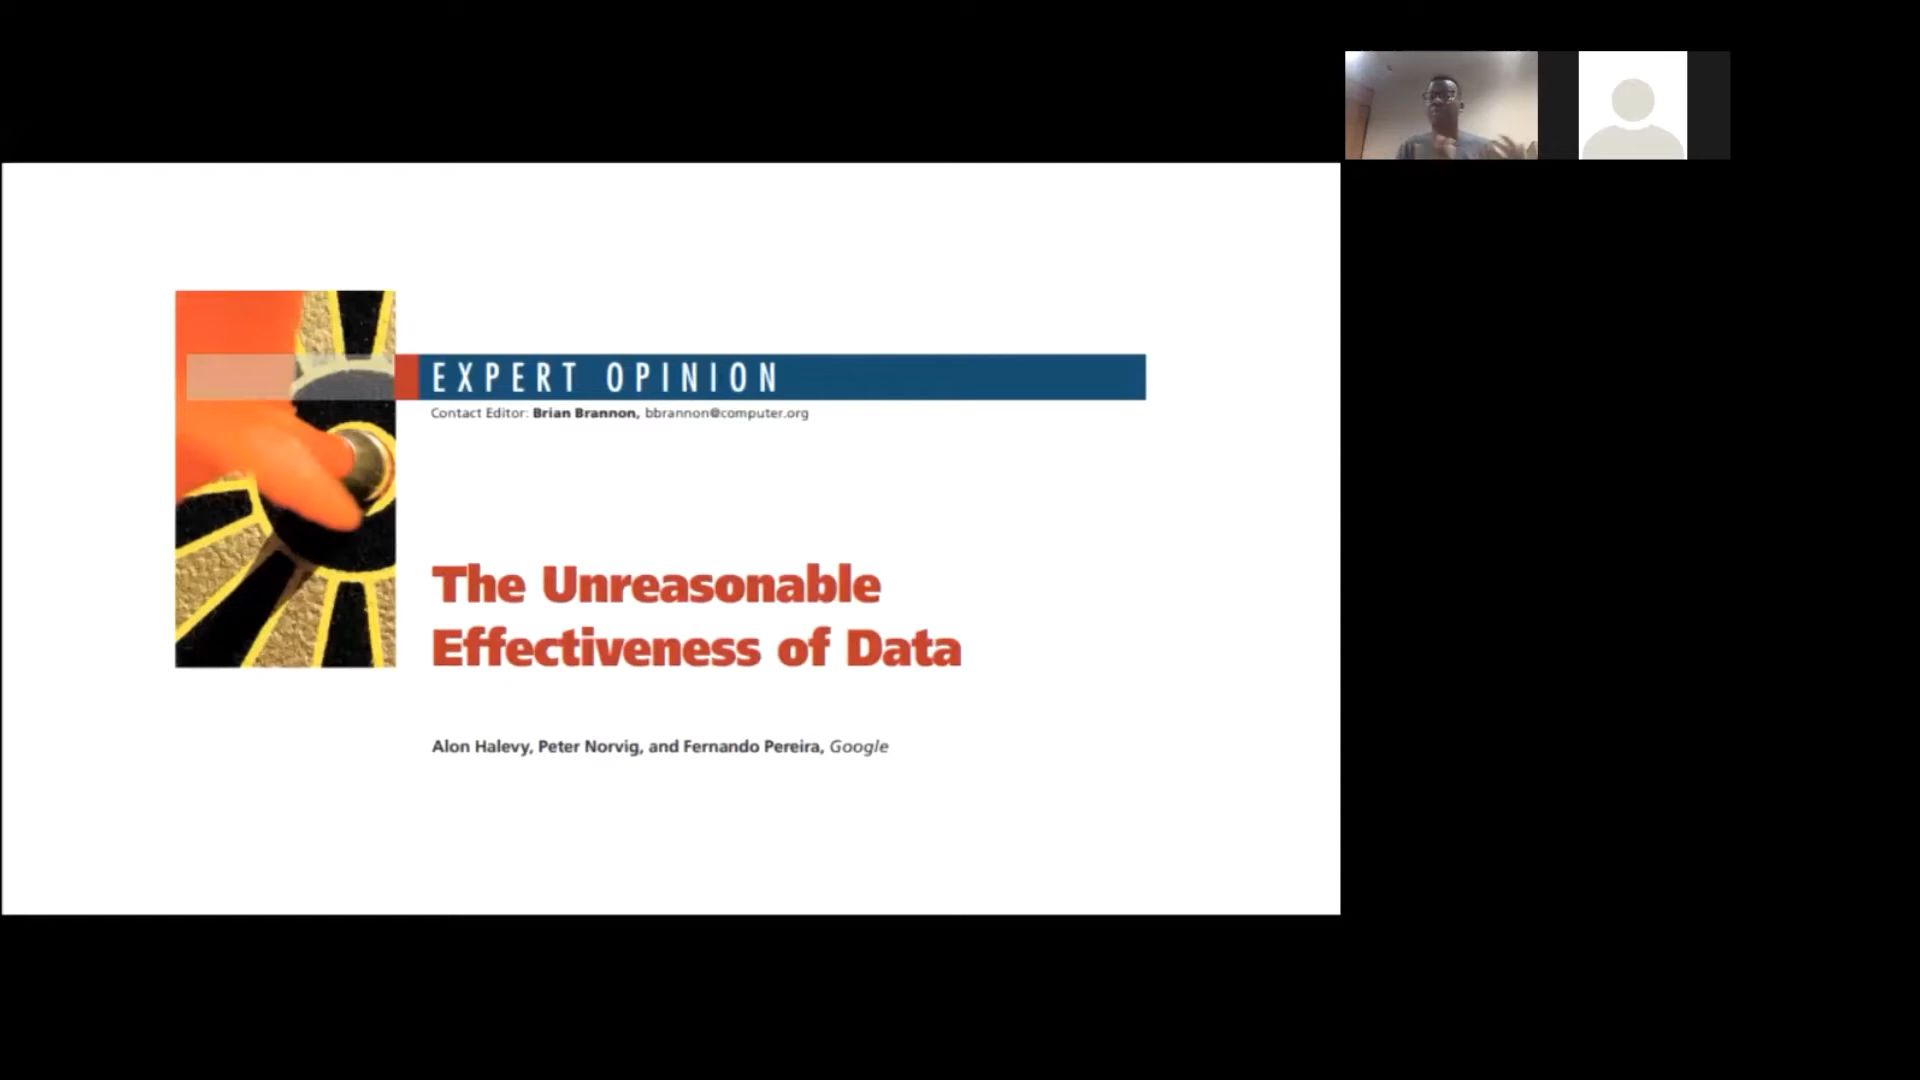 EXPERT OPINION
Contact Editor: Brian Brannon, bbrannon@computer.org
The Unreasonable
Effectiveness of Data
Alon Halevy, Peter Norvig, and Fernando Pereira, Google